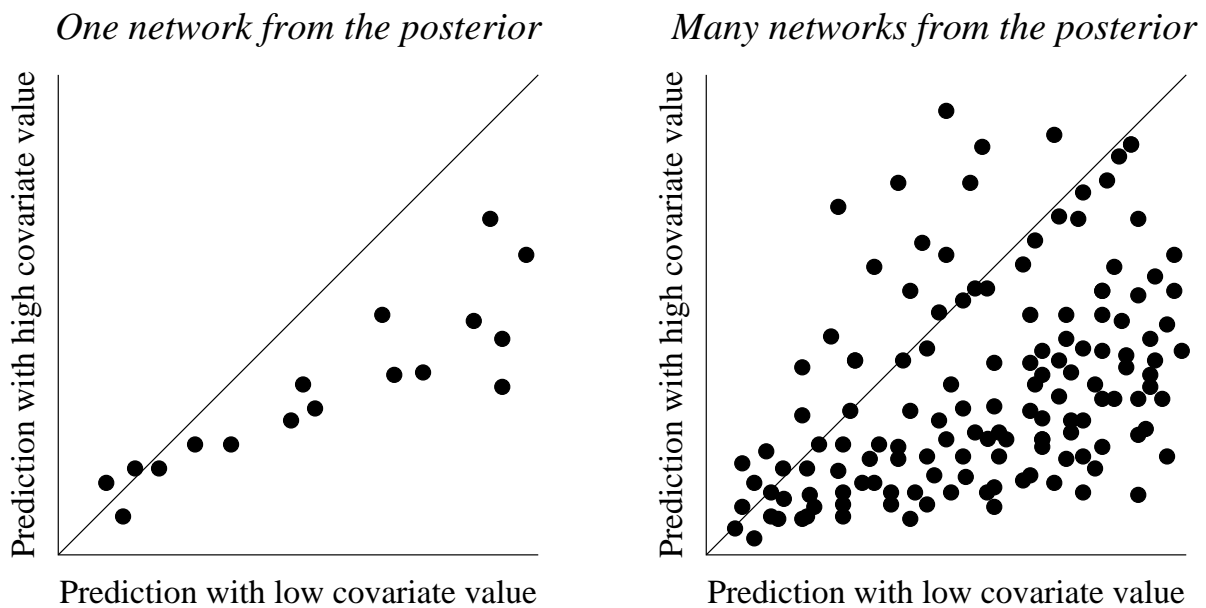 One network from the posterior
Many networks from the posterior
Prediction with high covariate value
Prediction with low covariate value
Prediction with high covariate value
Prediction with low covariate value